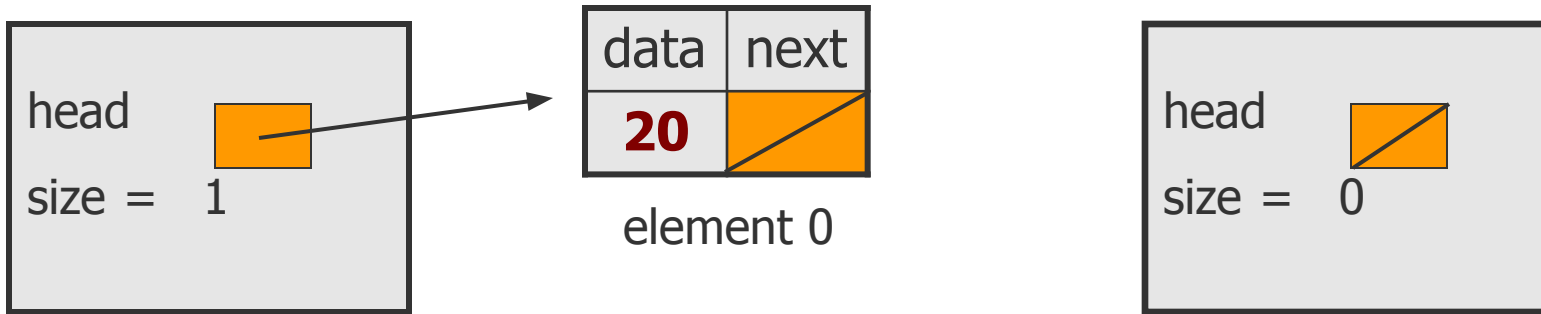 head
size = 1
data next
20
element 0
head
size = 0